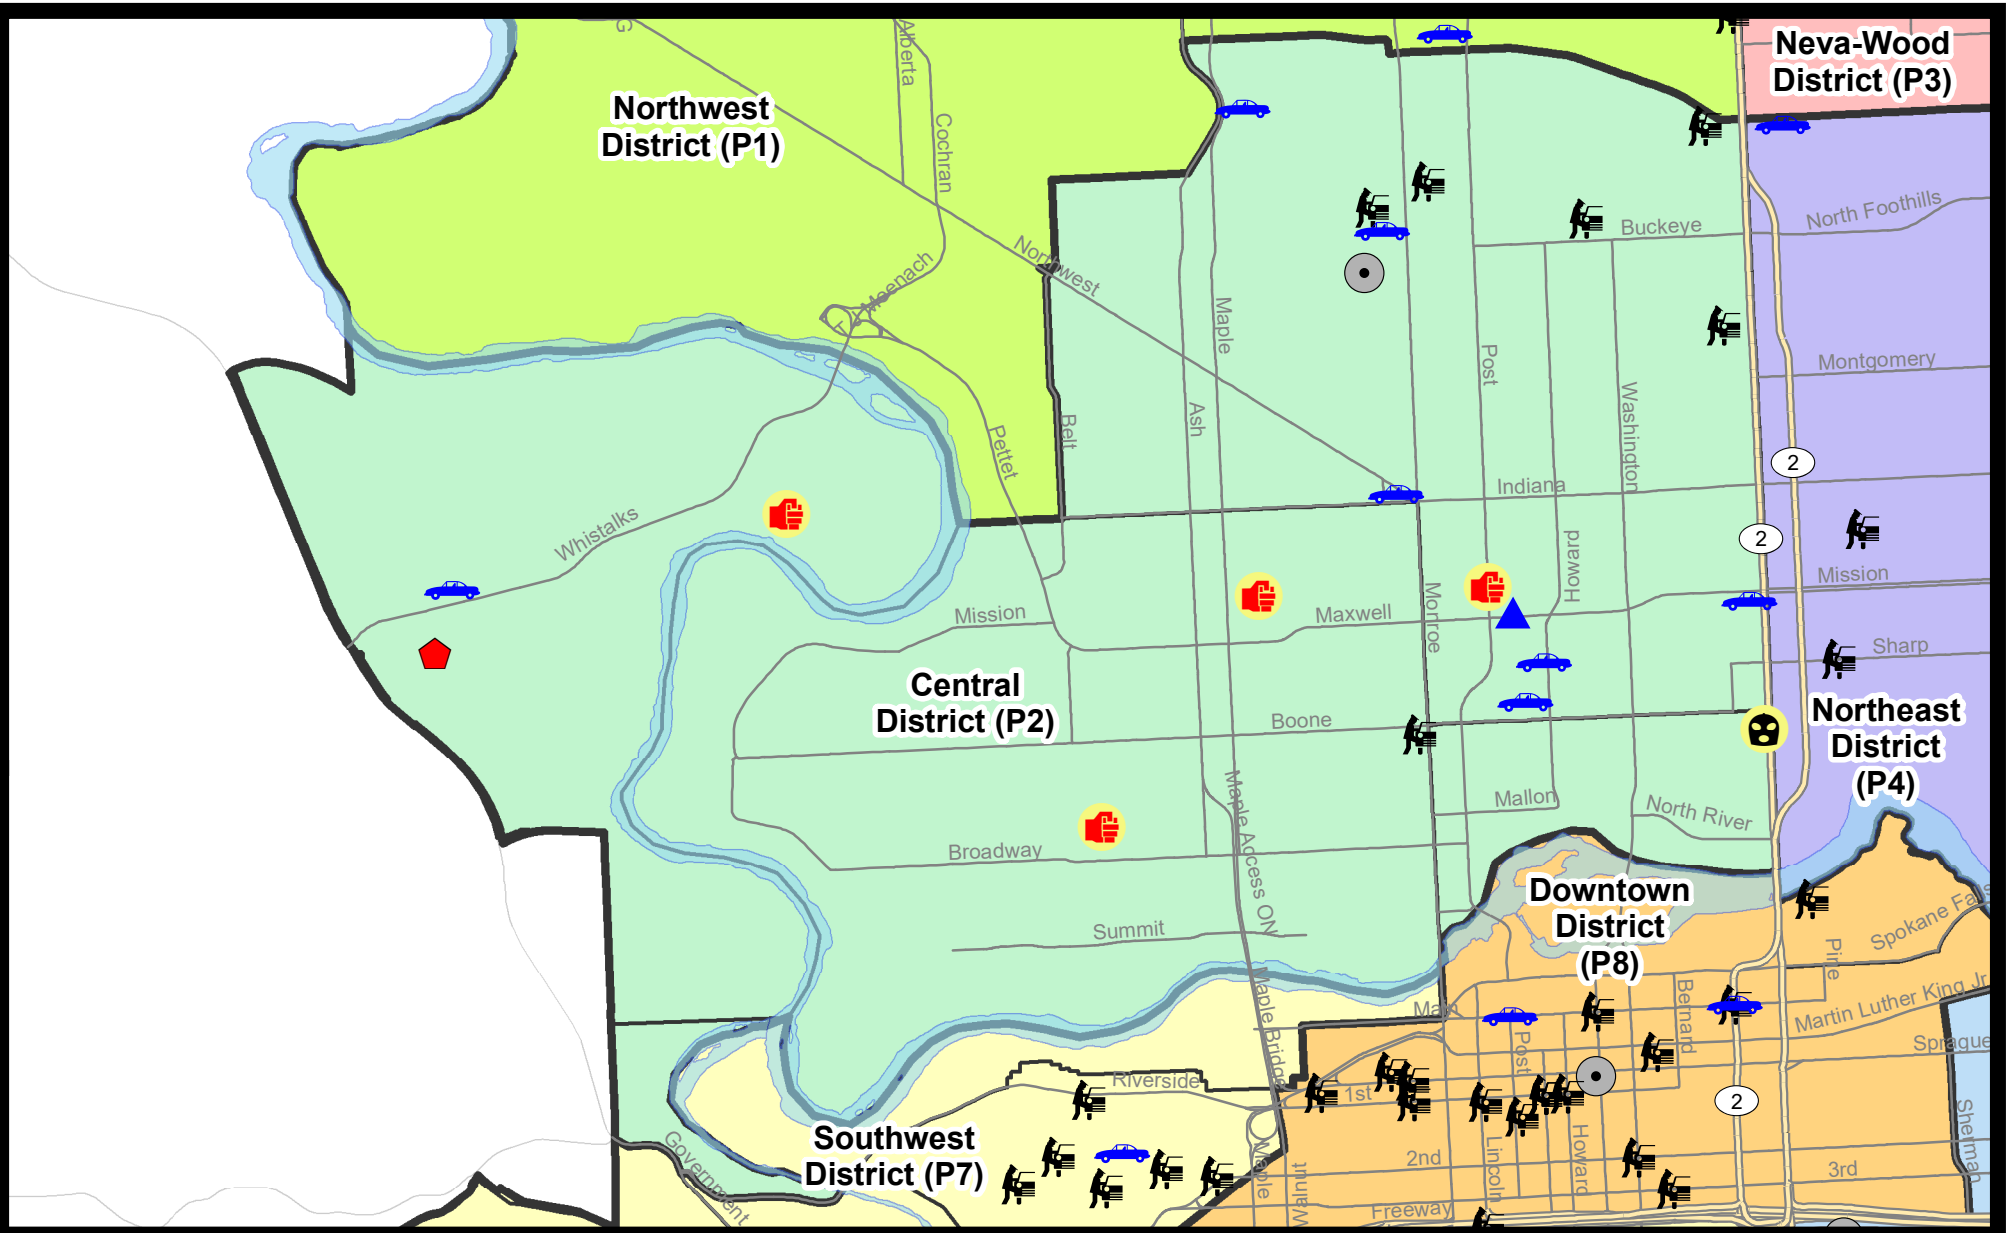 G
Alberta
Cochran
Northwest
District (P1)
Neva-Wood
District (P3)
North Foothills
Buckeye
Northwest
T J Meenach
Maple
Post
Montgomery
Washington
Ash
Belt
Pettet
2
Indiana
Whistalks
2
Howard
Mission
Monroe
Maxwell
Mission
Sharp
Central
District (P2)
Boone
Northeast
District
(P4)
Maple Access ON
Mallon
North River
Broadway
Downtown
District
(P8)
Summit
Spokane Fa
Pine
Bernard
Maple Bridge
Main
Martin Luther King Jr
Post
Sprague
Riverside
1st
2
Sherman
Government
Southwest
District (P7)
Maple
Walnut
2nd
Lincoln
Howard
3rd
Freeway